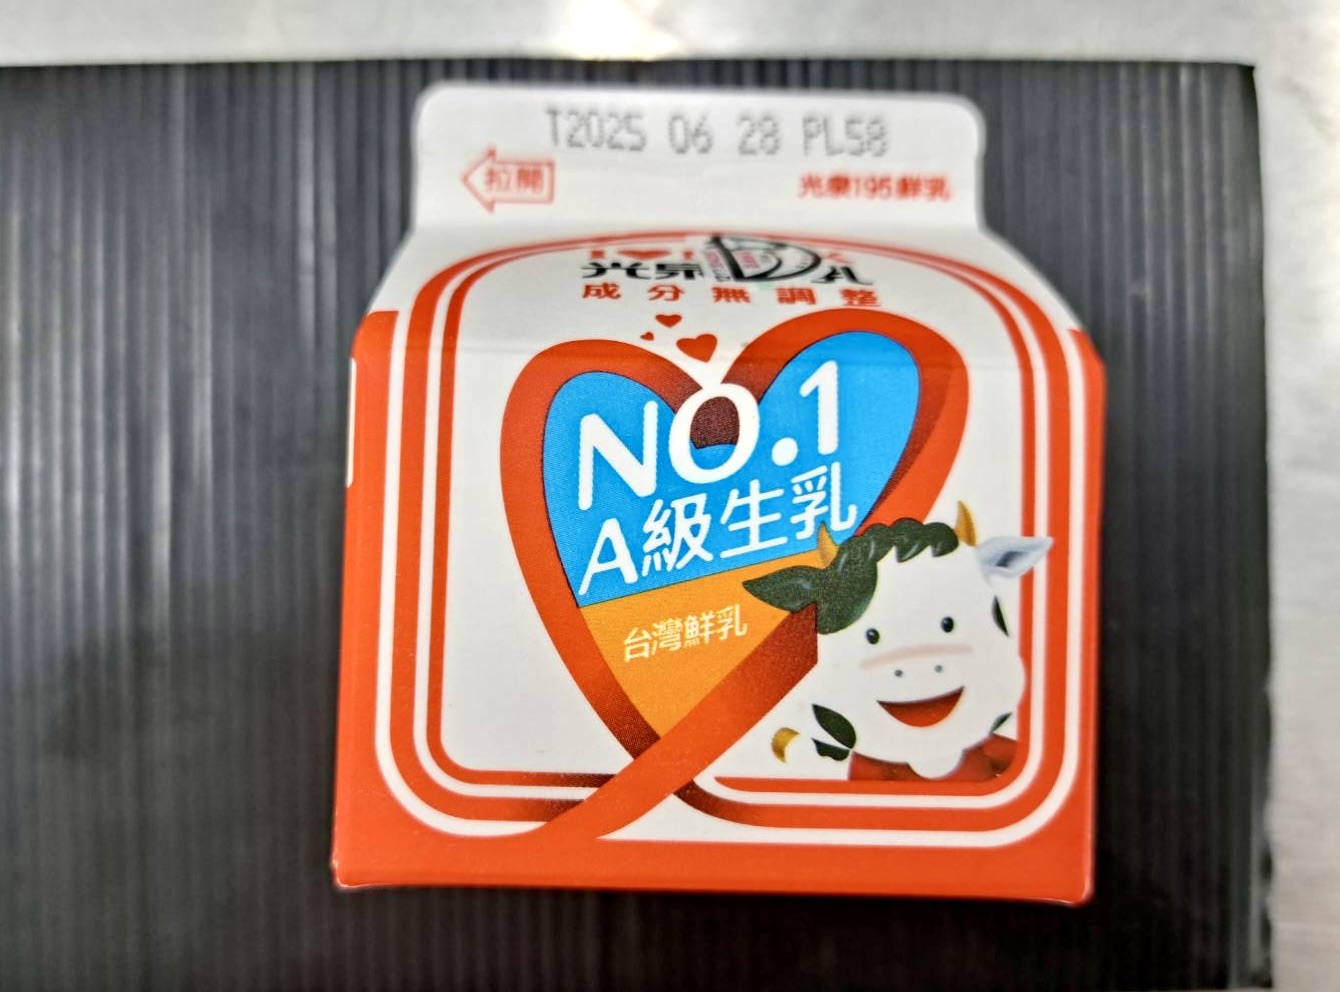 T2025 06 28 PL58
拉開
光泉195鮮乳
成分無調整
NO.1
A級生乳
台灣鮮乳